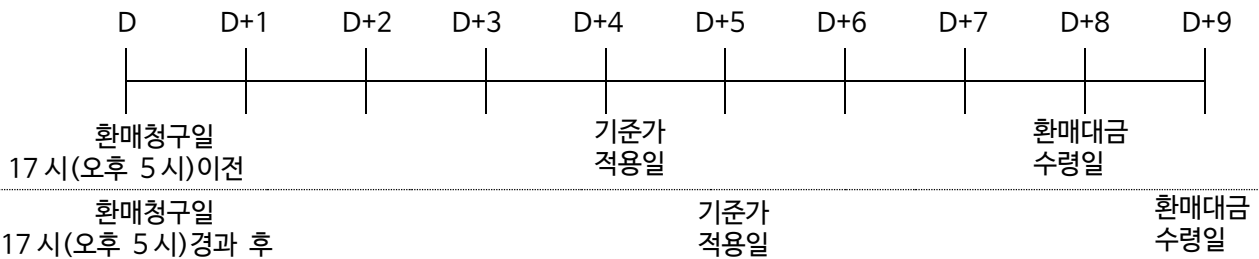 D D+1 D+2 D+3 D+4 D+5 D+6 D+7 D+8 D+9
환매청구일 기준가 환매대금
17 시(오후 5 시)이전 적용일 수령일
환매청구일 기준가 환매대금
17 시(오후 5 시)경과 후 적용일 수령일